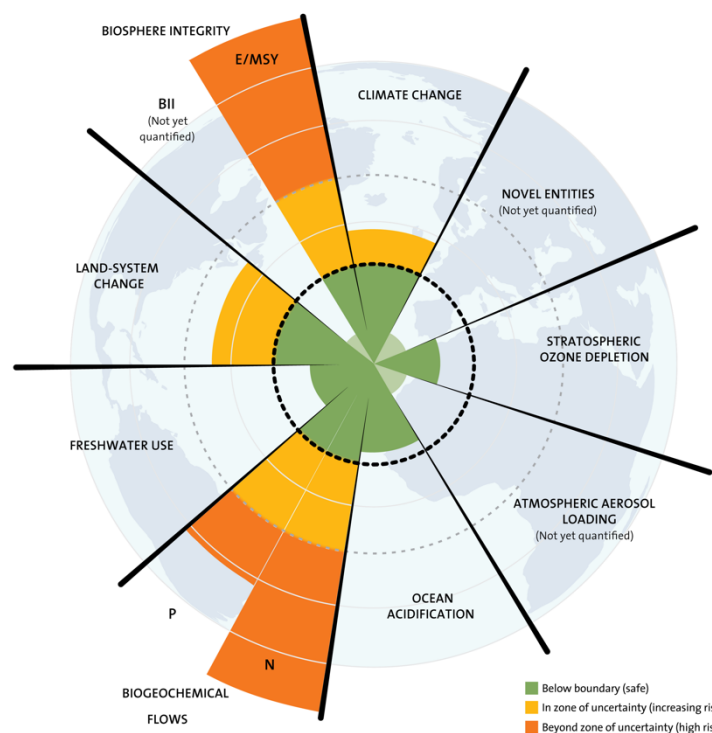 BIOSPHERE INTEGRITY
E/MSY
BII
(Not yet
quantified)
CLIMATE CHANGE
NOVEL ENTITIES
(Not yet quantified)
LAND-SYSTEM
CHANGE
STRATOSPHERIC
OZONE DEPLETION
FRESHWATER USE
ATMOSPHERIC AEROSOL
LOADING
(Not yet quantified)
OCEAN
ACIDIFICATION
P
N
BIOGEOCHEMICAL
FLOWS
Below boundary (safe)
In zone of uncertainty (increasing ris
Beyond zone of uncertainty (high ris